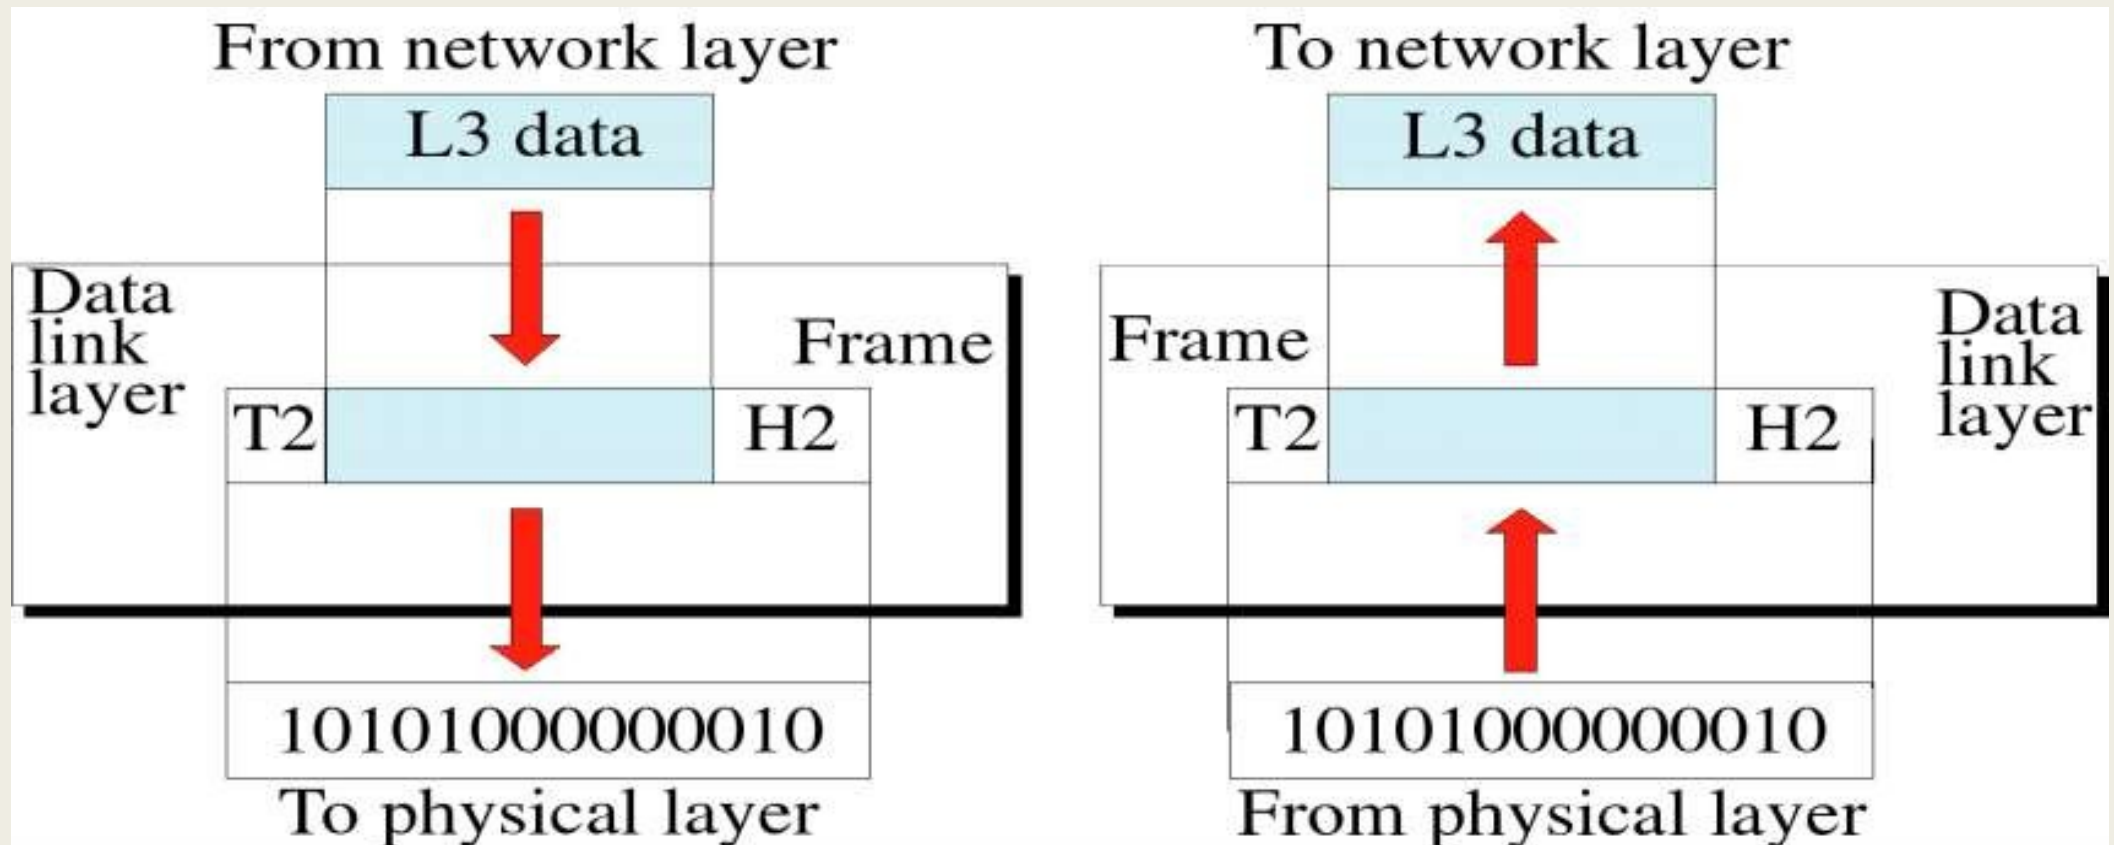 From network layer
L3 data
Data
link
layer
Frame
T2
H2
10101000000010
To physical layer
To network layer
L3 data
Frame
Data
link
layer
T2
H2
10101000000010
From physical layer